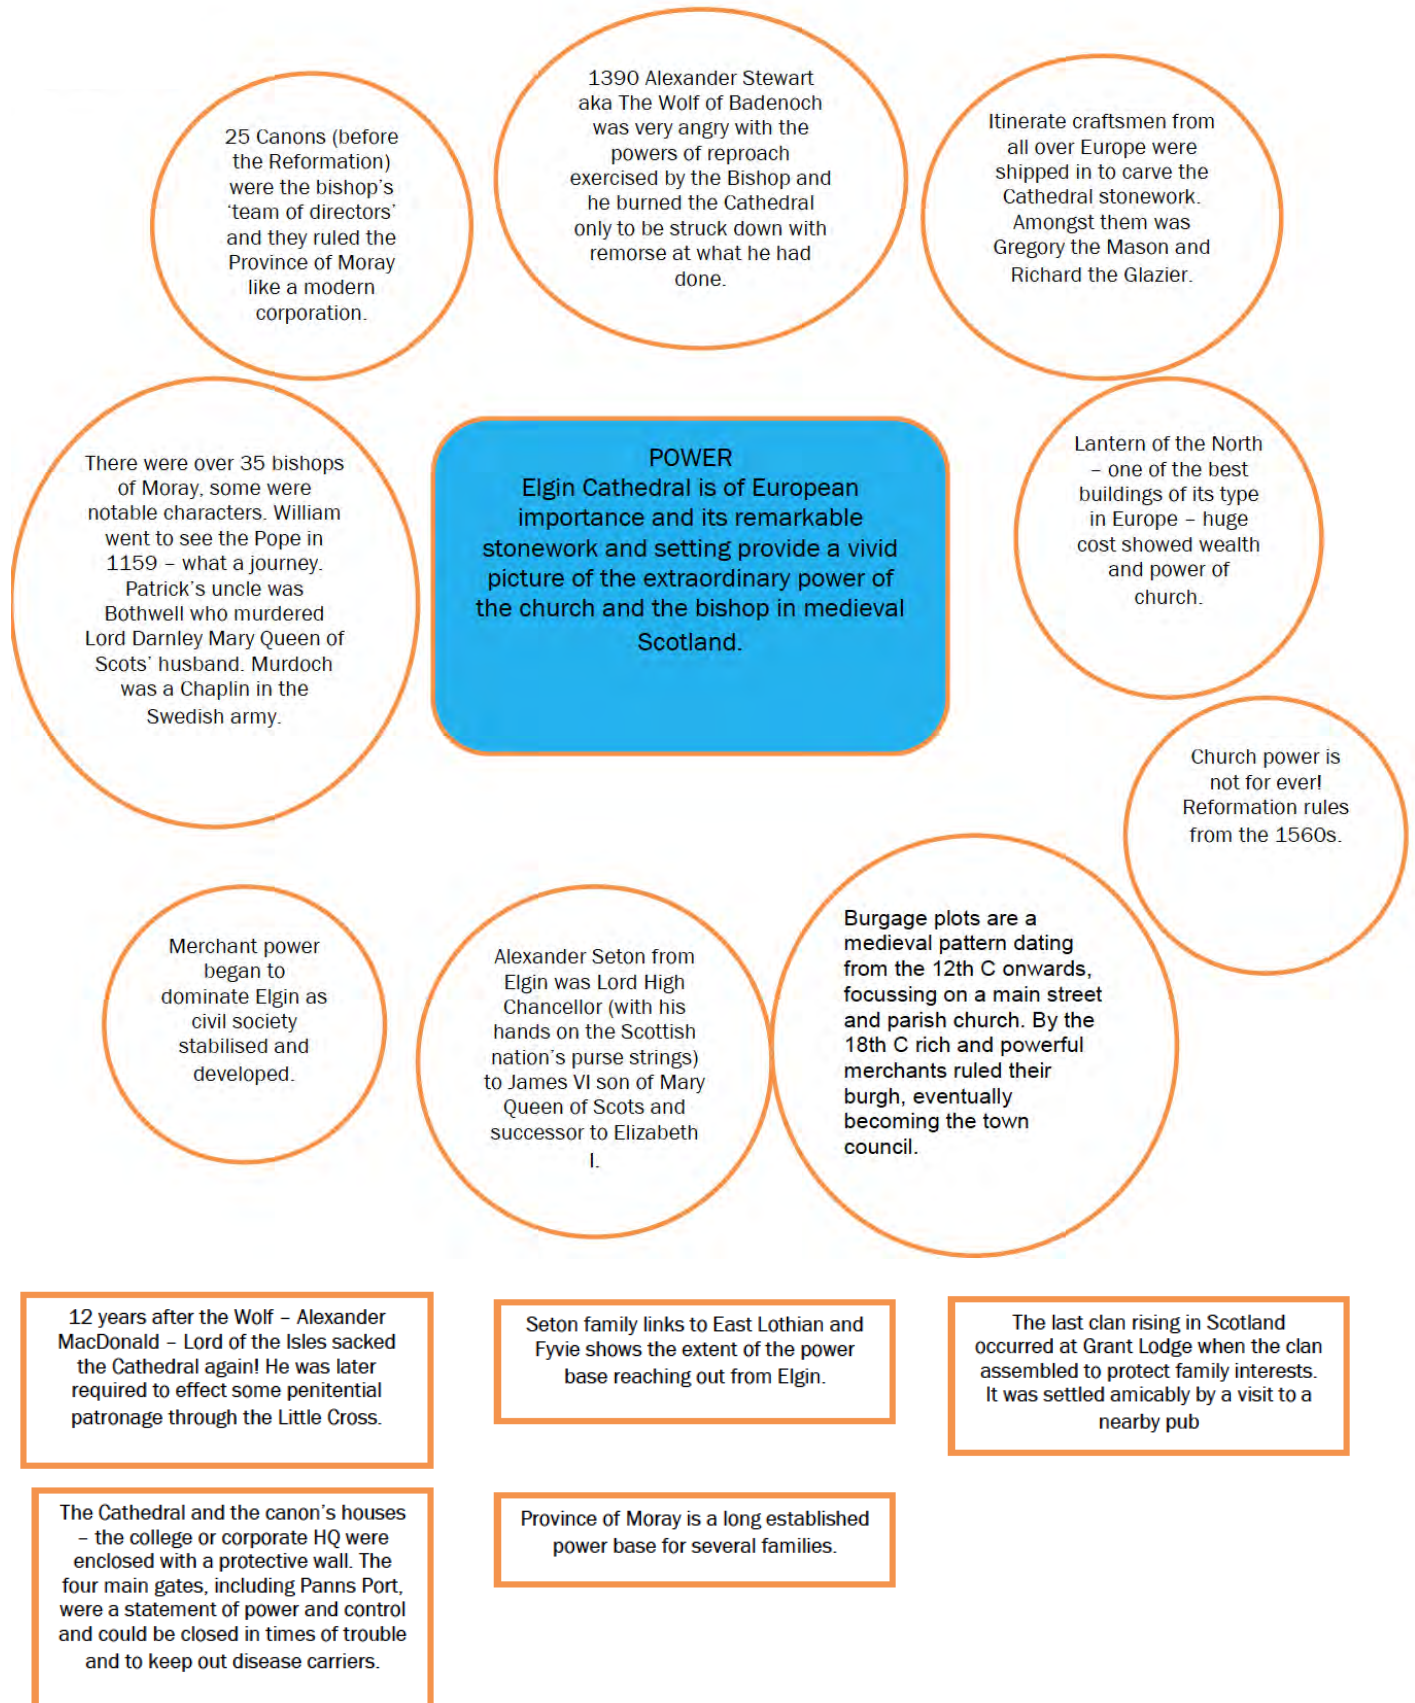 1390 Alexander Stewart
aka The Wolf of Badenoch
was very angry with the
powers of reproach
exercised by the Bishop and
he burned the Cathedral
only to be struck down with
remorse at what he had
done.
25 Canons (before
the Reformation)
were the bishop's
'team of directors'
and they ruled the
Province of Moray
like a modern
corporation.
Itinerate craftsmen from
all over Europe were
shipped in to carve the
Cathedral stonework.
Amongst them was
Gregory the Mason and
Richard the Glazier.
There were over 35 bishops
of Moray, some were
notable characters. William
went to see the Pope in
1159 – what a journey.
Patrick's uncle was
Bothwell who murdered
Lord Darnley Mary Queen of
Scots' husband. Murdoch
was a Chaplin in the
Swedish army.
POWER
Elgin Cathedral is of European
importance and its remarkable
stonework and setting provide a vivid
picture of the extraordinary power of
the church and the bishop in medieval
Scotland.
Lantern of the North
– one of the best
buildings of its type
in Europe – huge
cost showed wealth
and power of
church.
Church power is
not for ever!
Reformation rules
from the 1560s.
Merchant power
began to
dominate Elgin as
civil society
stabilised and
developed.
Alexander Seton from
Elgin was Lord High
Chancellor (with his
hands on the Scottish
nation's purse strings)
to James VI son of Mary
Queen of Scots and
successor to Elizabeth
I.
Burgage plots are a
medieval pattern dating
from the 12th C onwards,
focussing on a main street
and parish church. By the
18th C rich and powerful
merchants ruled their
burgh, eventually
becoming the town
council.
12 years after the Wolf – Alexander
MacDonald – Lord of the Isles sacked
the Cathedral again! He was later
required to effect some penitential
patronage through the Little Cross.
Seton family links to East Lothian and
Fyvie shows the extent of the power
base reaching out from Elgin.
The last clan rising in Scotland
occurred at Grant Lodge when the clan
assembled to protect family interests.
It was settled amicably by a visit to a
nearby pub
The Cathedral and the canon's houses
– the college or corporate HQ were
enclosed with a protective wall. The
four main gates, including Panns Port,
were a statement of power and control
and could be closed in times of trouble
and to keep out disease carriers.
Province of Moray is a long established
power base for several families.